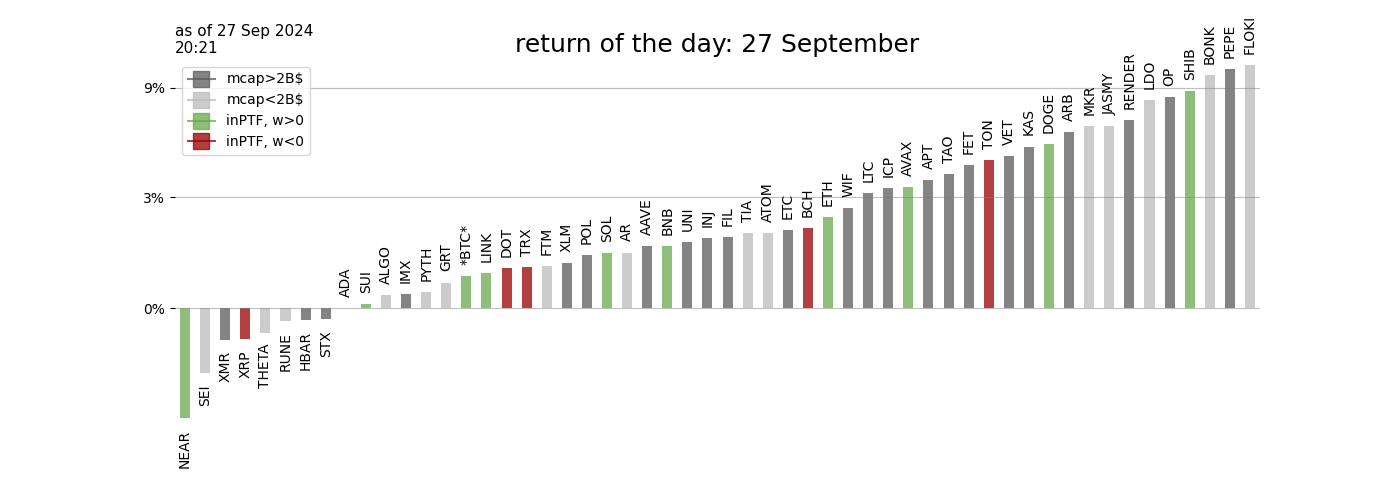 as of 27 Sep 2024
20:21
return of the day: 27 September
mcap>2B$
mcap<2B$
inPTF, w>0
inPTF, w<0
9%
3%
0%
NEAR
SEI
XMR
XRP
THETA
RUNE
HBAR
STX
ADA
SUI
ALGO
IMX
PYTH
GRT
*BTC*
LINK
DOT
TRX
FTM
XLM
POL
SOL
AR
AAVE
BNB
UNI
INJ
FIL
TIA
ATOM
ETC
BCH
ETH
WIF
LTC
ICP
AVAX
APT
TAO
FET
TON
VET
KAS
DOGE
ARB
MKR
JASMY
RENDER
LDO
OP
SHIB
BONK
PEPE
FLOKI